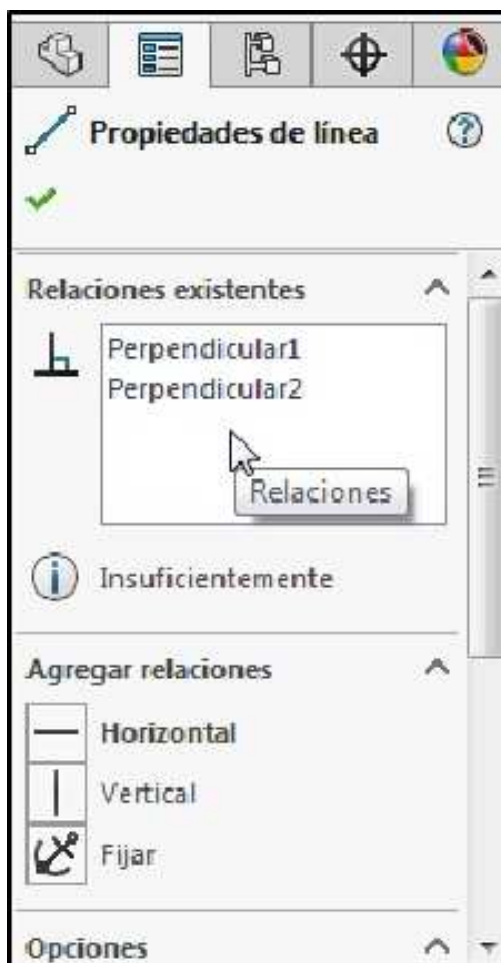 Propiedades de línea
Relaciones existentes
Perpendicular1
Perpendicular2
Relaciones
Insuficientemente
Agregar relaciones
Horizontal
Vertical
Fijar
Opciones